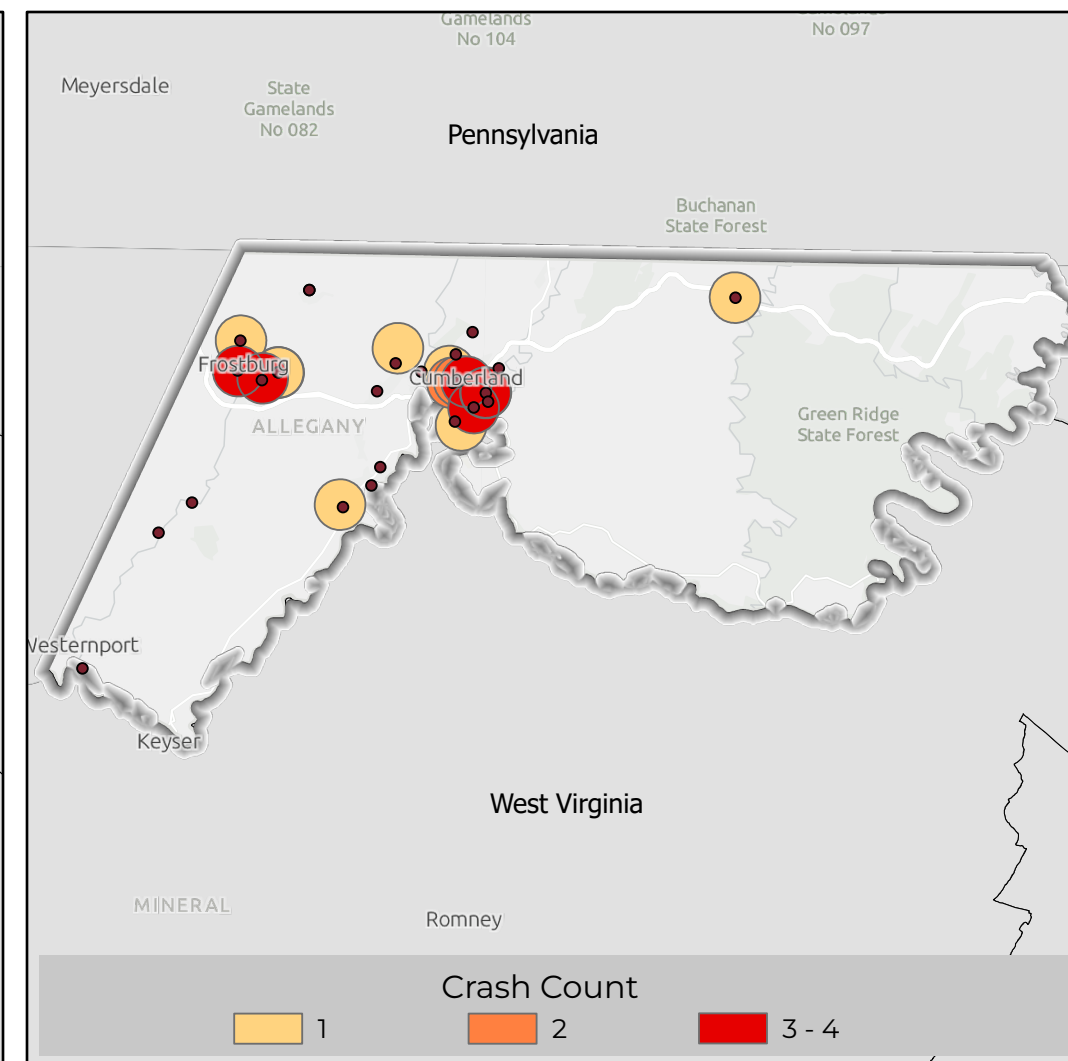 Gamelands
No 104
No 097
Meyersdale
State
Gamelands
No 082
Pennsylvania
Buchanan
State Forest
Frostburg
Cumberland
ALLEGANY
Green Ridge
State Forest
Westernport
Keyser
West Virginia
MINERAL
Romney
Crash Count
1
2
3 - 4